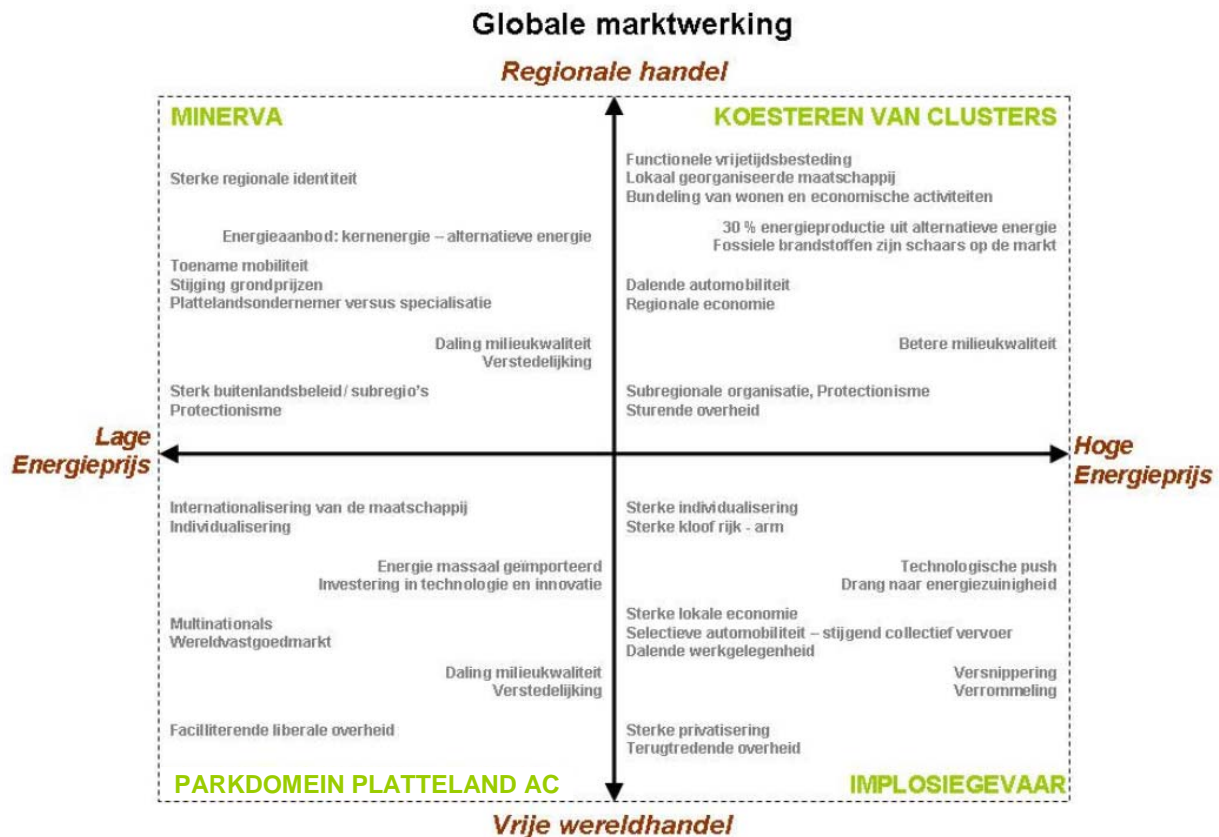 Globale marktwerking
Regionale handel
MINERVA
Sterke regionale identiteit
Energieaanbod: kernenergie – alternatieve energie
Toename mobiliteit
Stijging grondprijzen
Plattelandsondernemer versus specialisatie
Daling milieukwaliteit
Verstedelijking
Sterk buitenlandsbeleid/ subregio's
Protectionisme
KOESTEREN VAN CLUSTERS
Functionele vrijetijdsbesteding
Lokaal georganiseerde maatschappij
Bundeling van wonen en economische activiteiten
30 % energieproductie uit alternatieve energie
Fossiele brandstoffen zijn schaars op de markt
Dalende automobiliteit
Regionale economie
Betere milieukwaliteit
Subregionale organisatie, Protectionisme
Sturende overheid
Lage
Energieprijs
Hoge
Energieprijs
Internationalisering van de maatschappij
Individualisering
Energie massaal geïmporteerd
Investering in technologie en innovatie
Multinationals
Wereldvastgoedmarkt
Daling milieukwaliteit
Verstedelijking
Facilliterende liberale overheid
PARKDOMEIN PLATTELAND AC
Sterke individualisering
Sterke kloof rijk - arm
Technologische push
Drang naar energiezuinigheid
Sterke lokale economie
Selectieve automobiliteit – stijgend collectief vervoer
Dalende werkgelegenheid
Versnippering
Verrommeling
Sterke privatisering
Terugtredende overheid
IMPLOSIEGEVAAR
Vrije wereldhandel